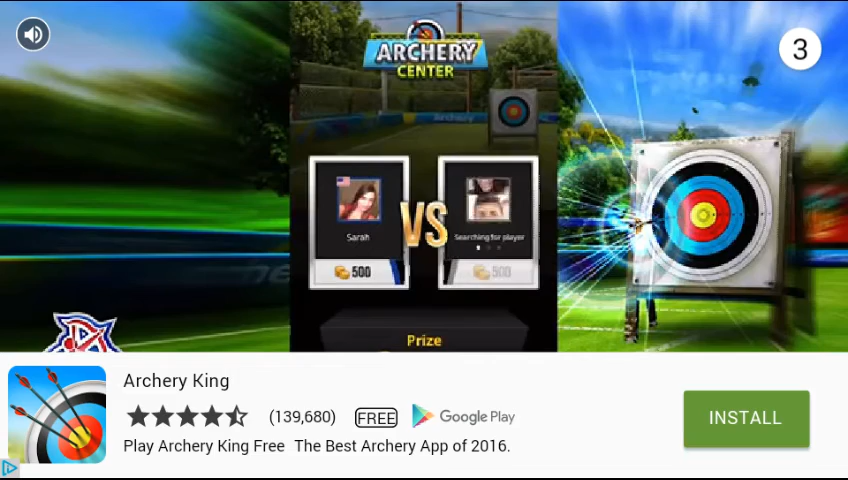 3
ARCHERY
CENTER
Archery
VS
Sarah
Searching for player
500
500
Prize
Archery King
(139,680)
FREE
Google Play
INSTALL
Play Archery King Free The Best Archery App of 2016.